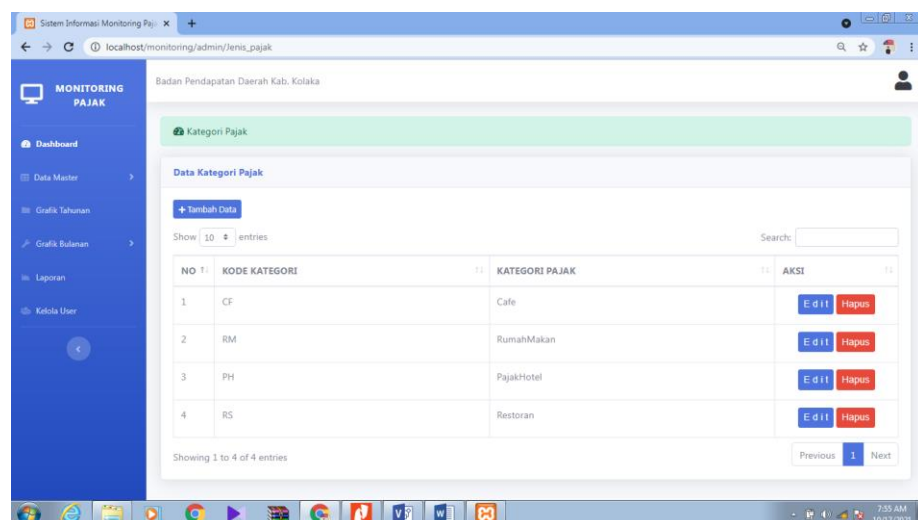 Sistem Informasi Monitoring Paj
localhost/monitoring/admin/Jenis_pajak
MONITORING
PAJAK
Badan Pendapatan Daerah Kab. Kolaka
Dashboard
Kategori Pajak
Data Master
Data Kategori Pajak
Grafik Tahunan
+ Tambah Data
Grafik Bulanan
Show 10 entries
Search:
Laporan
NO KODE KATEGORI KATEGORI PAJAK AKSI
Kelola User
1 CF Cafe Edit Hapus
2 RM RumahMakan Edit Hapus
3 PH PajakHotel Edit Hapus
4 RS Restoran Edit Hapus
Showing 1 to 4 of 4 entries
Previous 1 Next
7:55 AM